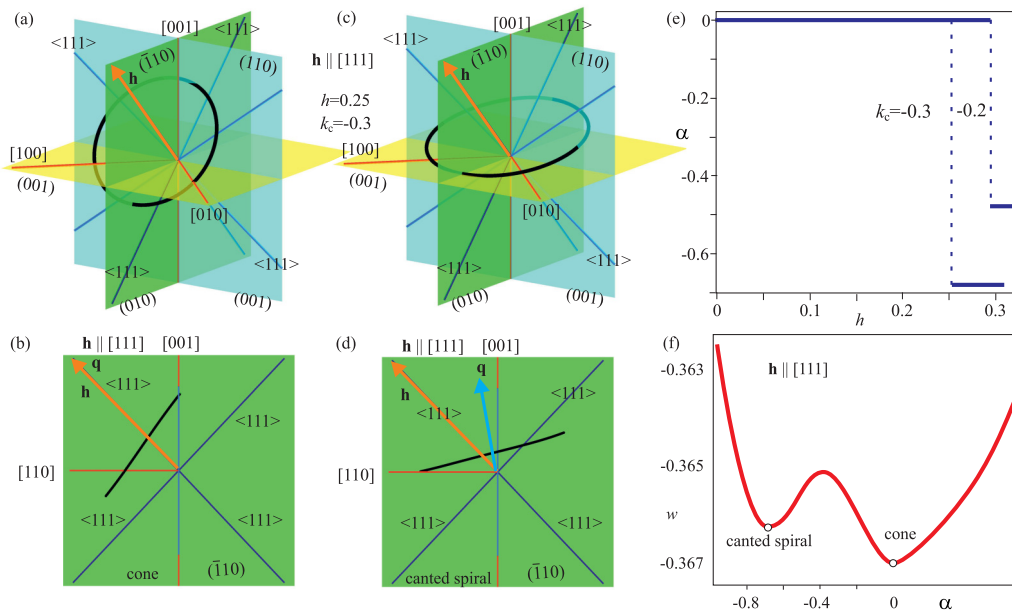 (a)
[001]
<111>
<111>
(1̄10)
(110)
h
[100]
(001)
[010]
<111>
<111>
(010)
(001)
(c)
[001]
<111>
<111>
(1̄10)
(110)
h || [111]
h=0.25
k_c=-0.3
h
[100]
(001)
[010]
<111>
<111>
(010)
(001)
(e)
0
-0.2
-0.4
-0.6
α
k_c=-0.3
-0.2
0
0.1
0.2
0.3
h
(b)
h || [111]
[001]
q
<111>
<111>
h
[110]
<111>
<111>
cone
(1̄10)
(d)
h || [111]
[001]
q
<111>
h
<111>
[110]
<111>
<111>
canted spiral
(1̄10)
(f)
h || [111]
-0.363
-0.365
-0.367
w
canted spiral
cone
-0.8
-0.4
0
α